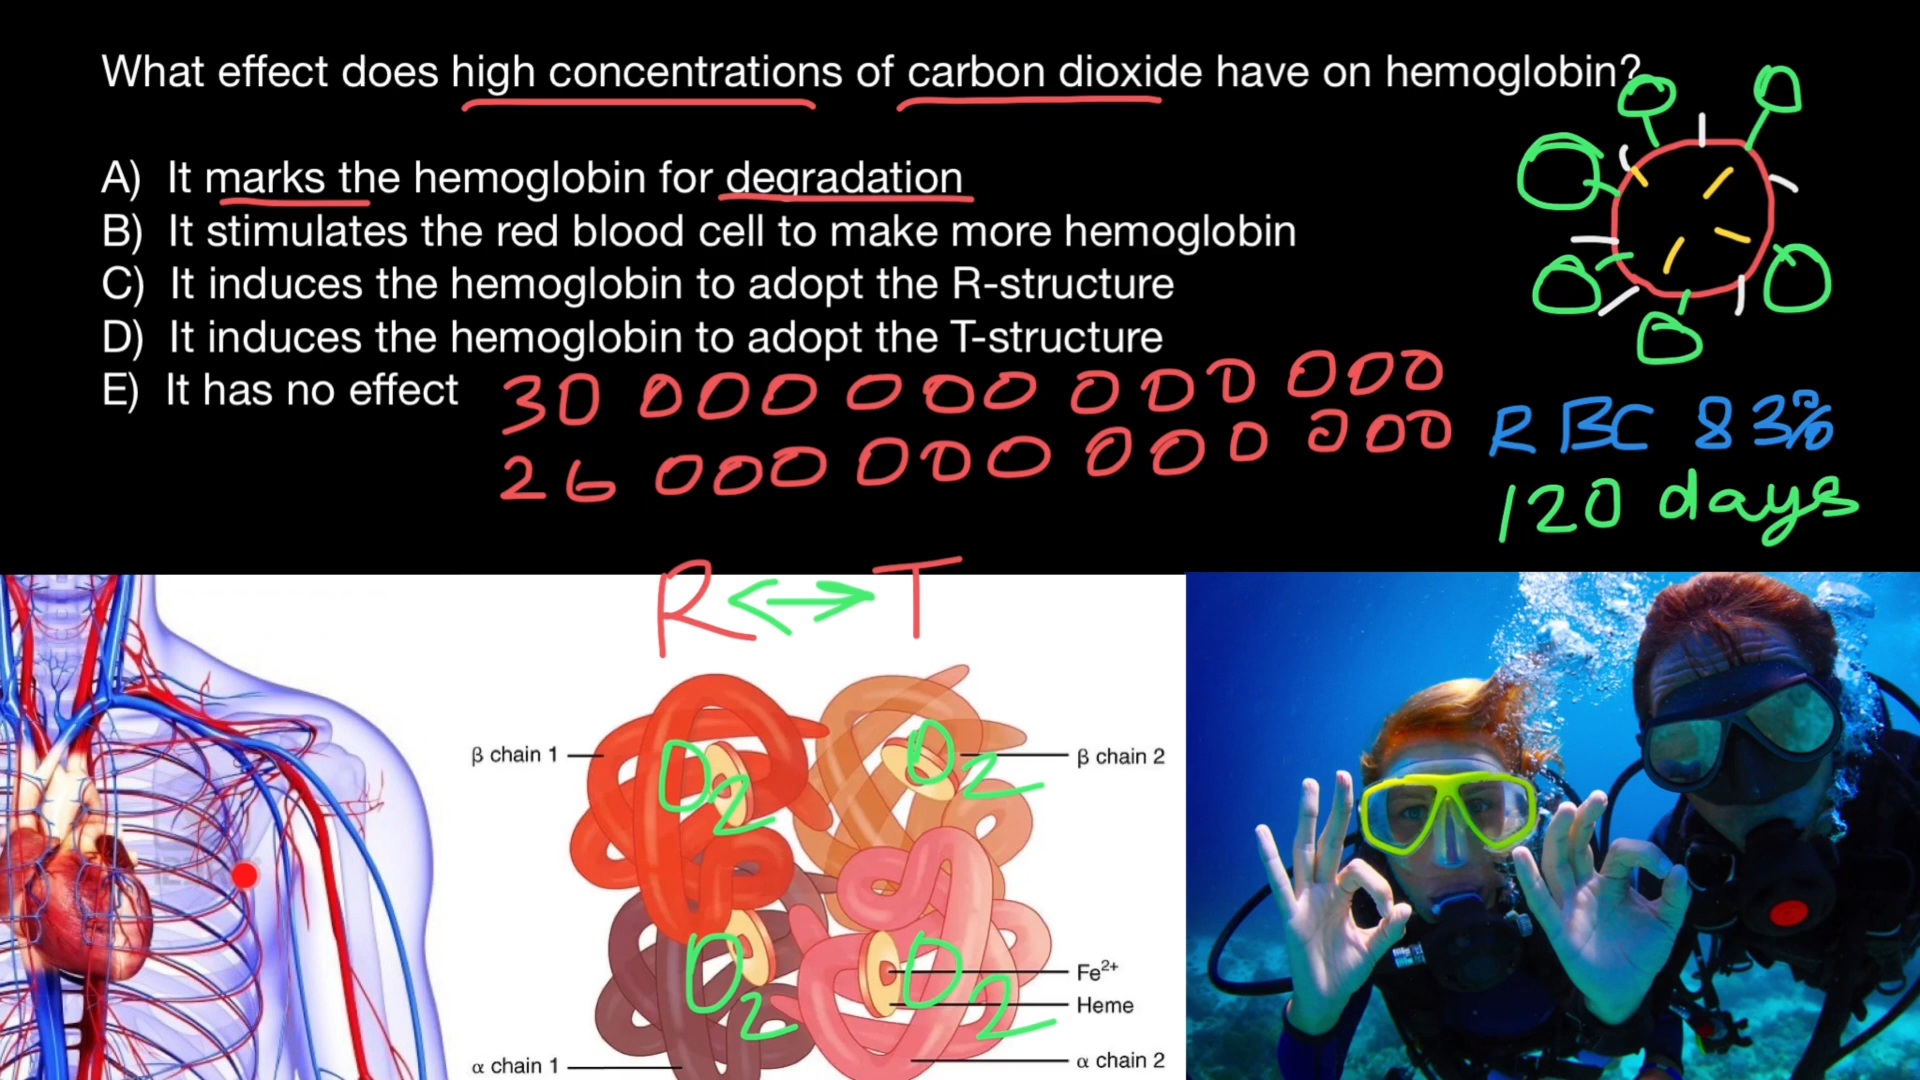 What effect does high concentrations of carbon dioxide have on hemoglobin?
A) It marks the hemoglobin for degradation
B) It stimulates the red blood cell to make more hemoglobin
C) It induces the hemoglobin to adopt the R-structure
D) It induces the hemoglobin to adopt the T-structure
E) It has no effect
30 000 000 000 000
26 000 000 000 000
RBC 83%
120 days
R ↔ T
β chain 1
β chain 2
O2
O2
O2
O2
Fe2+
Heme
α chain 1
α chain 2